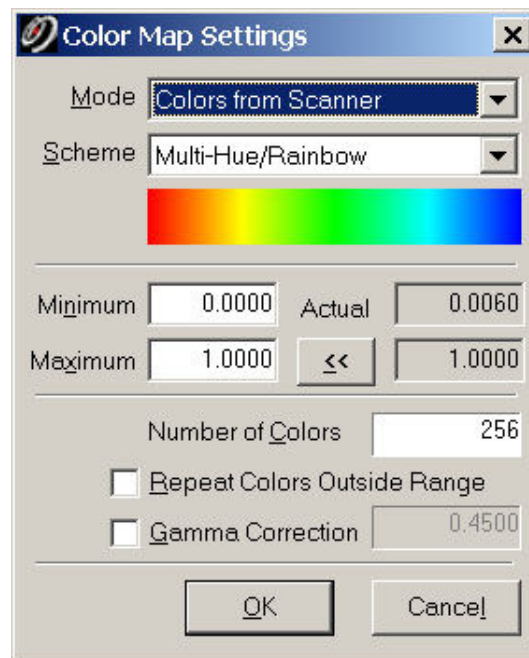 Color Map Settings
Mode Colors from Scanner
Scheme Multi-Hue/Rainbow
Minimum 0.0000 Actual 0.0060
Maximum 1.0000 << 1.0000
Number of Colors 256
Repeat Colors Outside Range
Gamma Correction 0.4500
OK Cancel